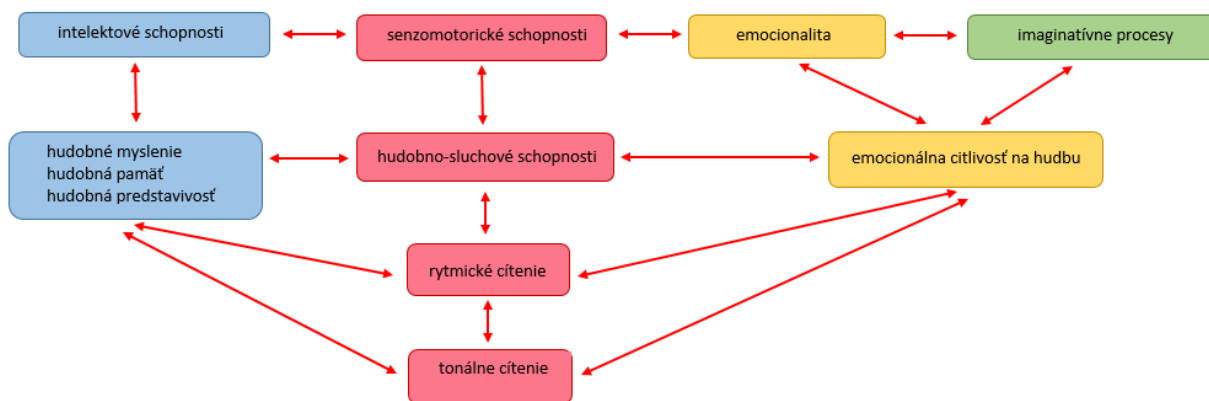 intelektové schopnosti
senzomotorické schopnosti
emocionalita
imaginatívne procesy
hudobné myslenie
hudobná pamäť
hudobná predstavivosť
hudobno-sluchové schopnosti
emocionálna citlivosť na hudbu
rytmické cítenie
tonálne cítenie